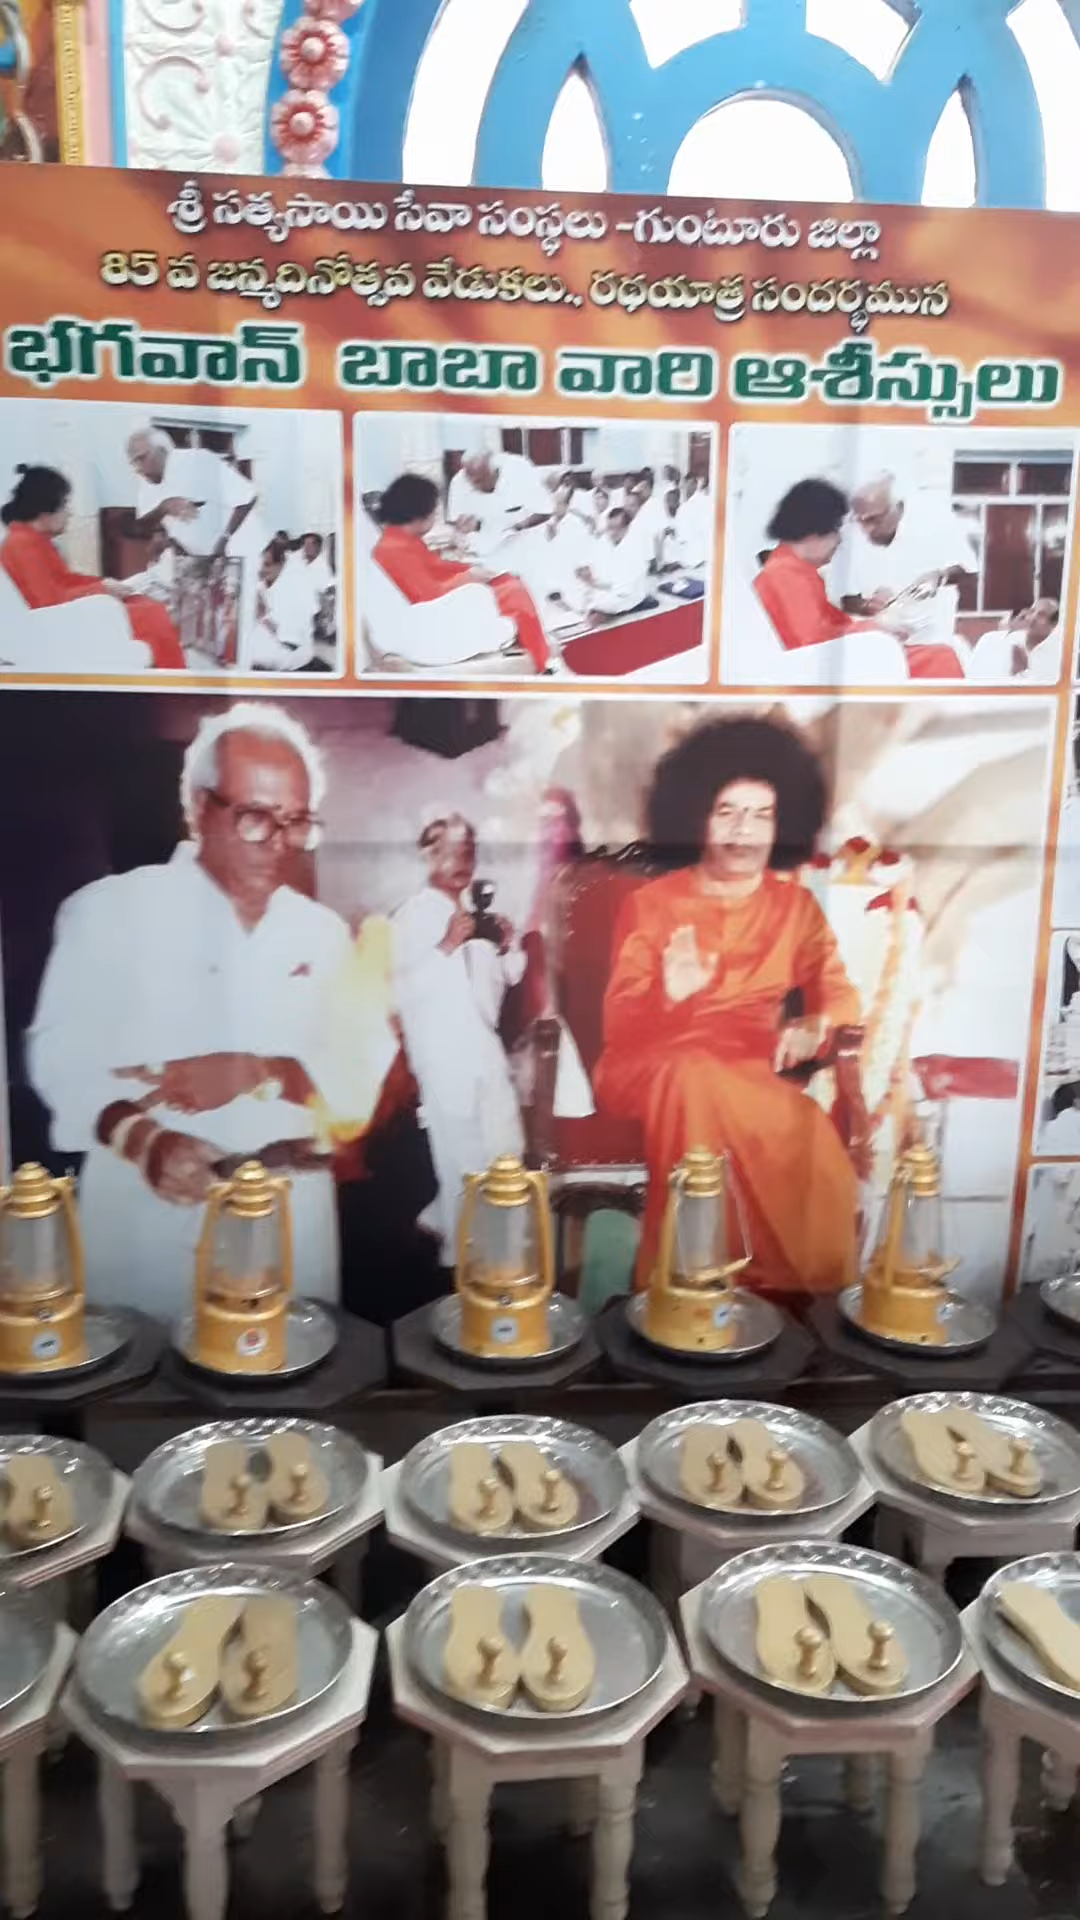 శ్రీ సత్యసాయి సేవా సంస్థలు -గుంటూరు జిల్లా
85 వ జన్మదినోత్సవ వేడుకలు., రథయాత్ర సందర్భమున
భగవాన్ బాబా వారి ఆశీస్సులు